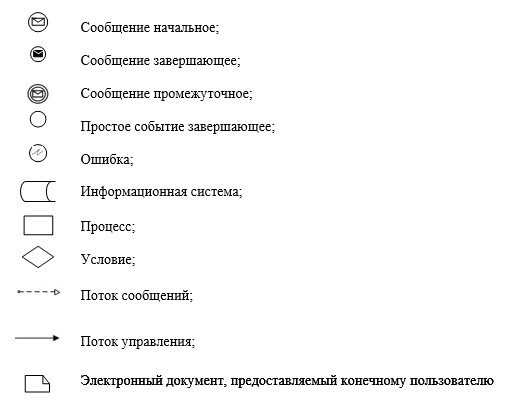 Сообщение начальное;
Сообщение завершающее;
Сообщение промежуточное;
Простое событие завершающее;
Ошибка;
Информационная система;
Процесс;
Условие;
Поток сообщений;
Поток управления;
Электронный документ, предоставляемый конечному пользователю